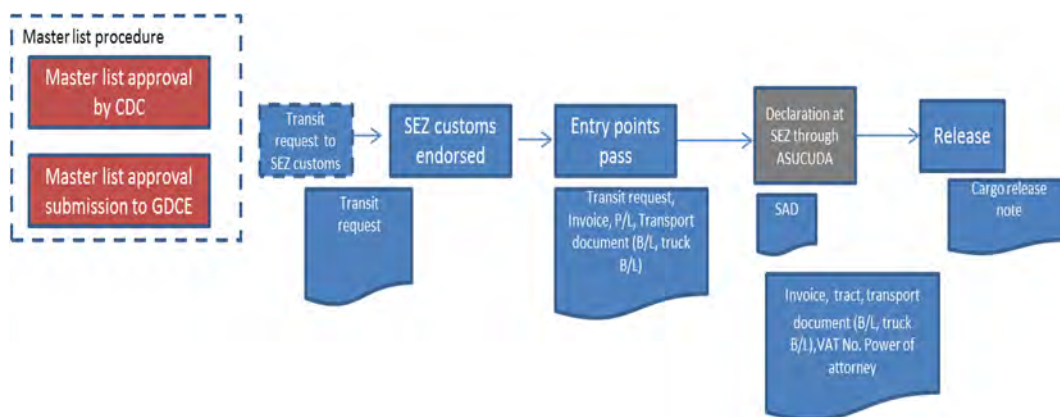 Master list procedure
Master list approval
by CDC
Master list approval
submission to GDCE
Transit
request to
SEZ customs
SEZ customs
endorsed
Entry points
pass
Declaration at
SEZ through
ASUCUDA
Release
Transit
request
Transit request,
Invoice, P/L, Transport
document (B/L, truck
B/L)
SAD
Cargo release
note
Invoice, tract, transport
document (B/L, truck
B/L),VAT No. Power of
attorney